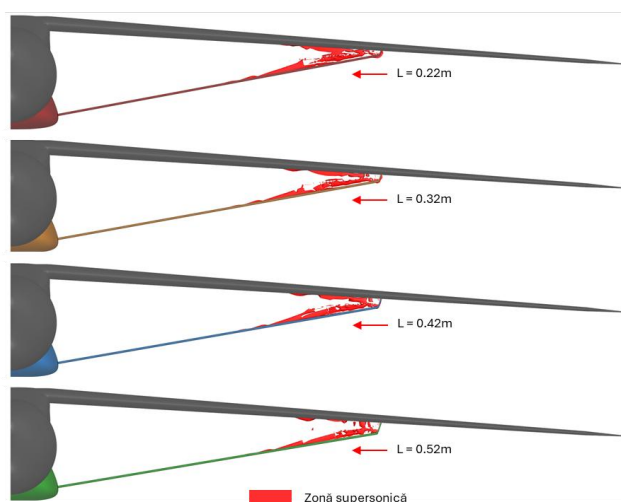 L = 0.22m
L = 0.32m
L = 0.42m
L = 0.52m
Zonă supersonică